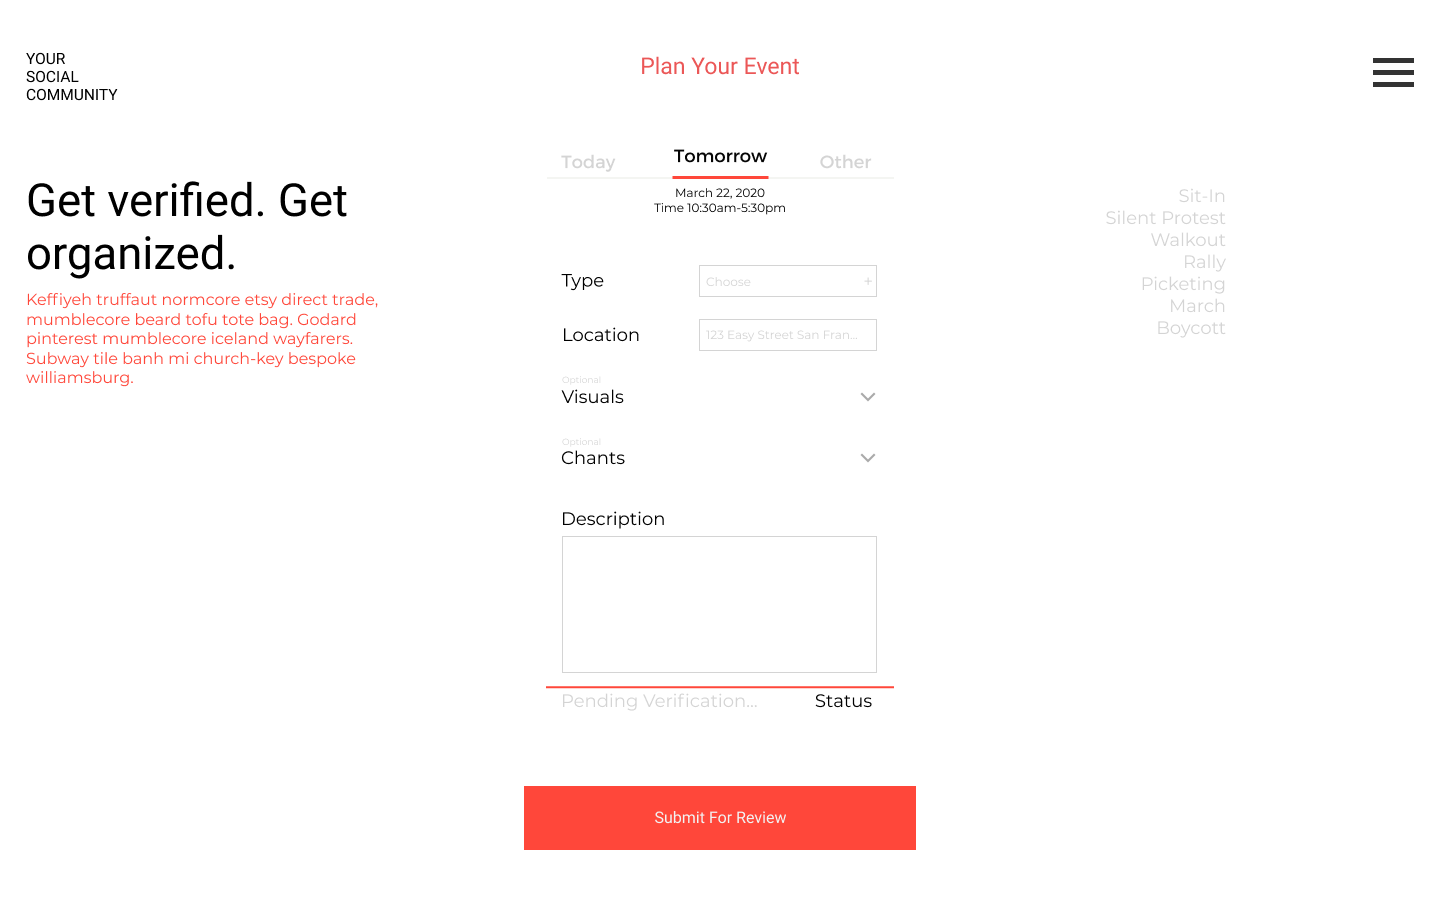 YOUR
SOCIAL
COMMUNITY
Plan Your Event
Get verified. Get
organized.
Keffiyeh truffaut normcore etsy direct trade,
mumblecore beard tofu tote bag. Godard
pinterest mumblecore iceland wayfarers.
Subway tile banh mi church-key bespoke
williamsburg.
Today Tomorrow Other
March 22, 2020
Time 10:30am-5:30pm
Type Choose +
Location 123 Easy Street San Fran...
Optional
Visuals
Optional
Chants
Description
Pending Verification... Status
Submit For Review
Sit-In
Silent Protest
Walkout
Rally
Picketing
March
Boycott